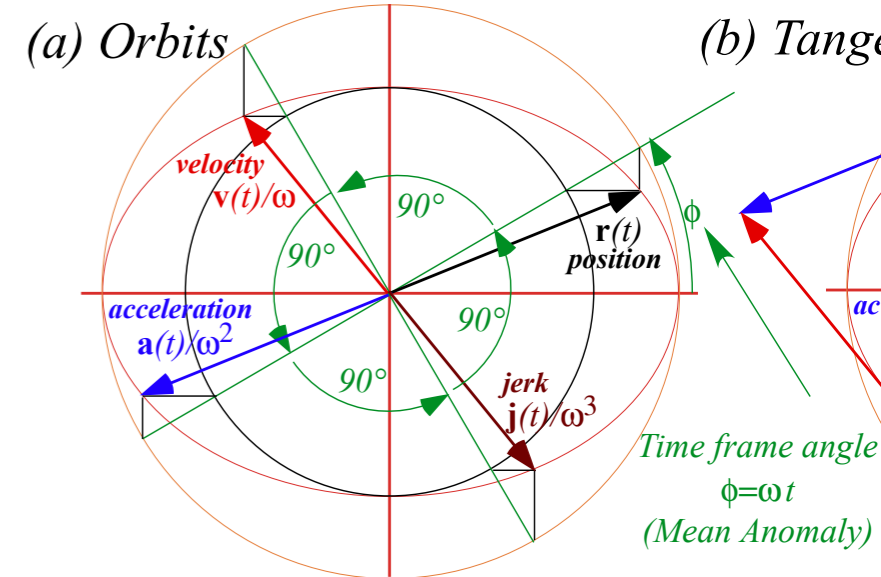 (a) Orbits
(b) Tange
velocity
v(t)/ω
90°
90°
ϕ
r(t)
position
acceleration
a(t)/ω2
90°
90°
jerk
j(t)/ω3
ac
Time frame angle
ϕ=ωt
(Mean Anomaly)